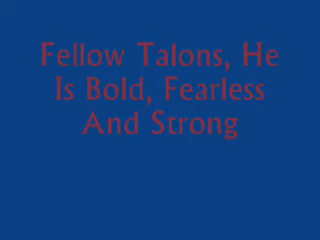 Fellow Talons, He
Is Bold, Fearless
And Strong